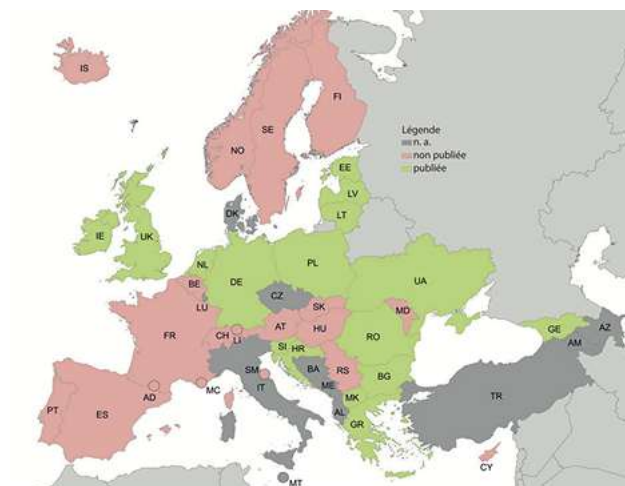 IS
FI
SE
NO
Légende
n. a.
non publiée
publiée
EE
LV
LT
DK
IE
UK
NL
DE
PL
BE
LU
CZ
UA
SK
FR
CH
LI
AT
HU
MD
SI
HR
RO
GE
AZ
AM
BA
RS
SM
IT
ME
BG
MC
AD
PT
ES
MK
AL
GR
TR
CY
MT